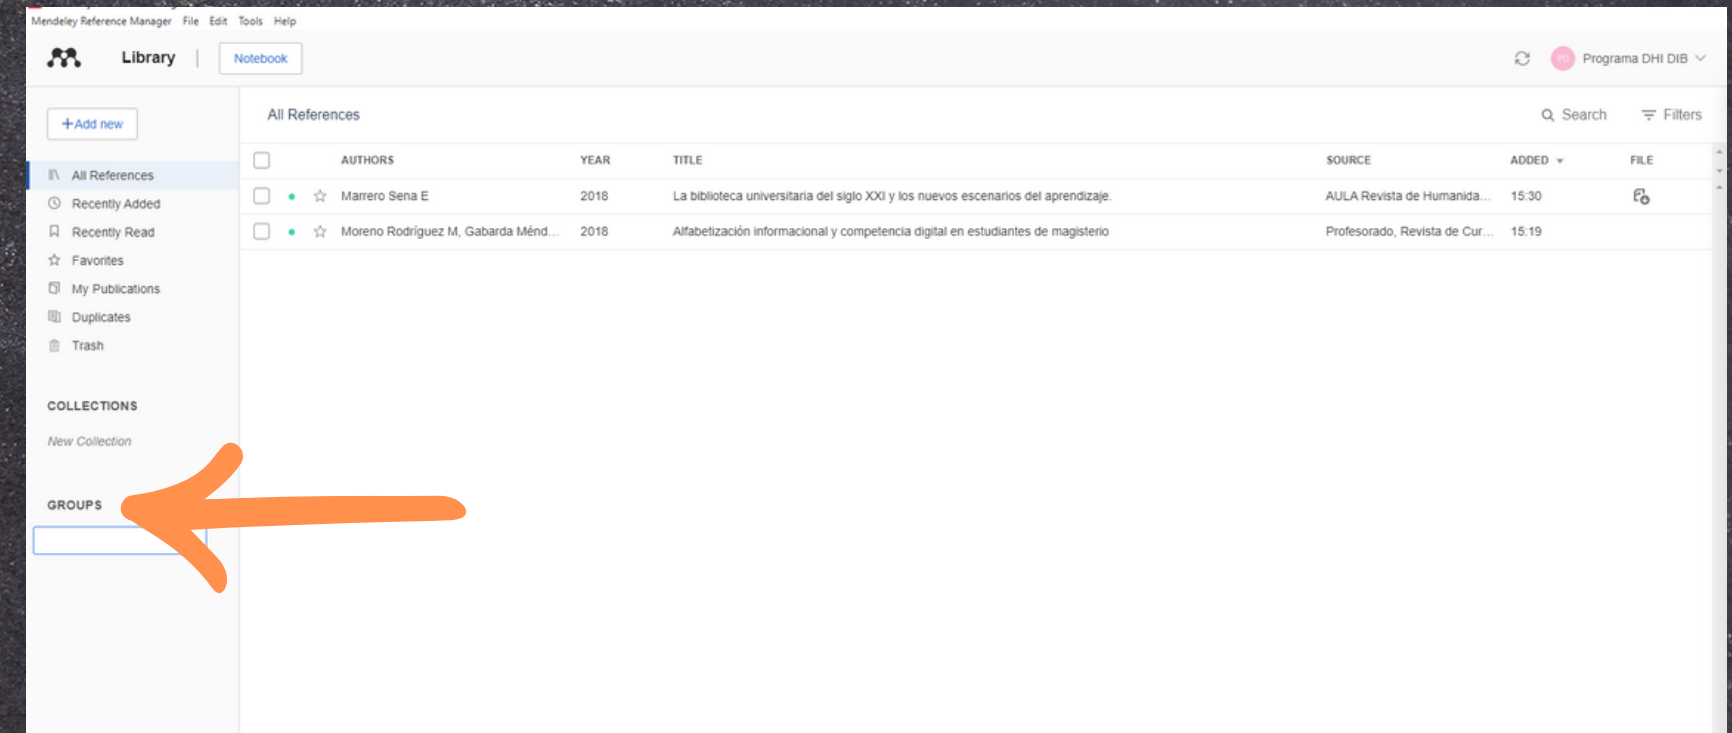 Mendeley Reference Manager File Edit Tools Help
Library Notebook PD Programa DHI DIB
+Add new
All References
Recently Added
Recently Read
Favorites
My Publications
Duplicates
Trash
COLLECTIONS
New Collection
GROUPS
All References Search Filters
AUTHORS YEAR TITLE SOURCE ADDED FILE
Marrero Sena E 2018 La biblioteca universitaria del siglo XXI y los nuevos escenarios del aprendizaje. AULA Revista de Humanida... 15:30
Moreno Rodríguez M, Gabarda Ménd... 2018 Alfabetización informacional y competencia digital en estudiantes de magisterio Profesorado, Revista de Cur... 15:19